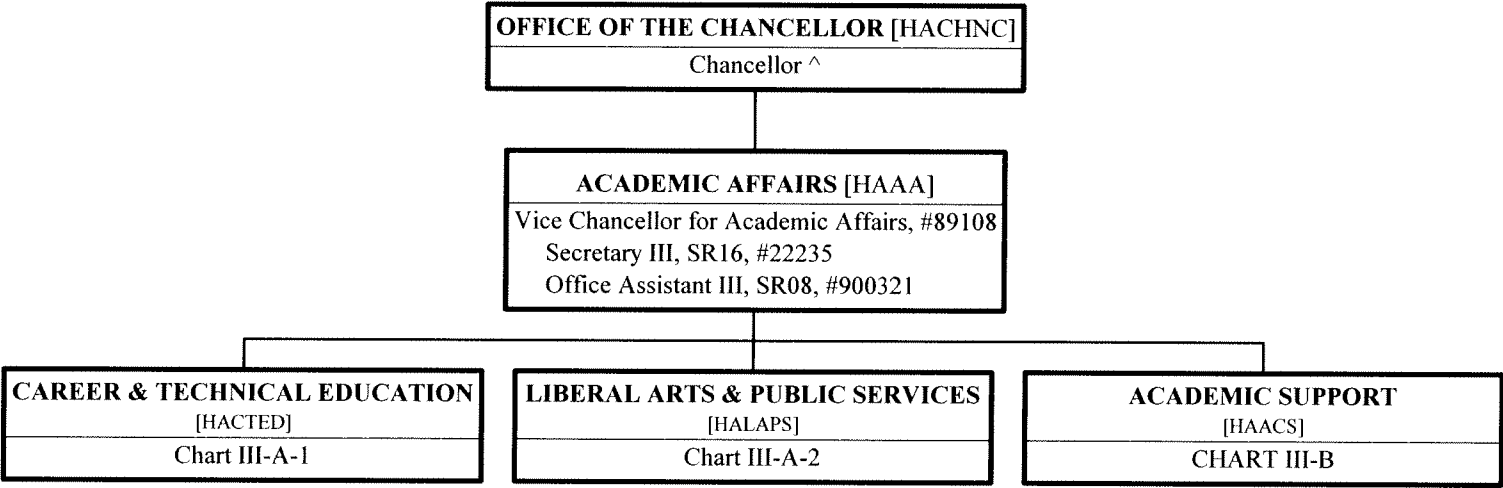 OFFICE OF THE CHANCELLOR [HACHNC]
Chancellor ^
ACADEMIC AFFAIRS [HAAA]
Vice Chancellor for Academic Affairs, #89108
Secretary III, SR16, #22235
Office Assistant III, SR08, #900321
CAREER & TECHNICAL EDUCATION
[HACTED]
Chart III-A-1
LIBERAL ARTS & PUBLIC SERVICES
[HALAPS]
Chart III-A-2
ACADEMIC SUPPORT
[HAACS]
CHART III-B